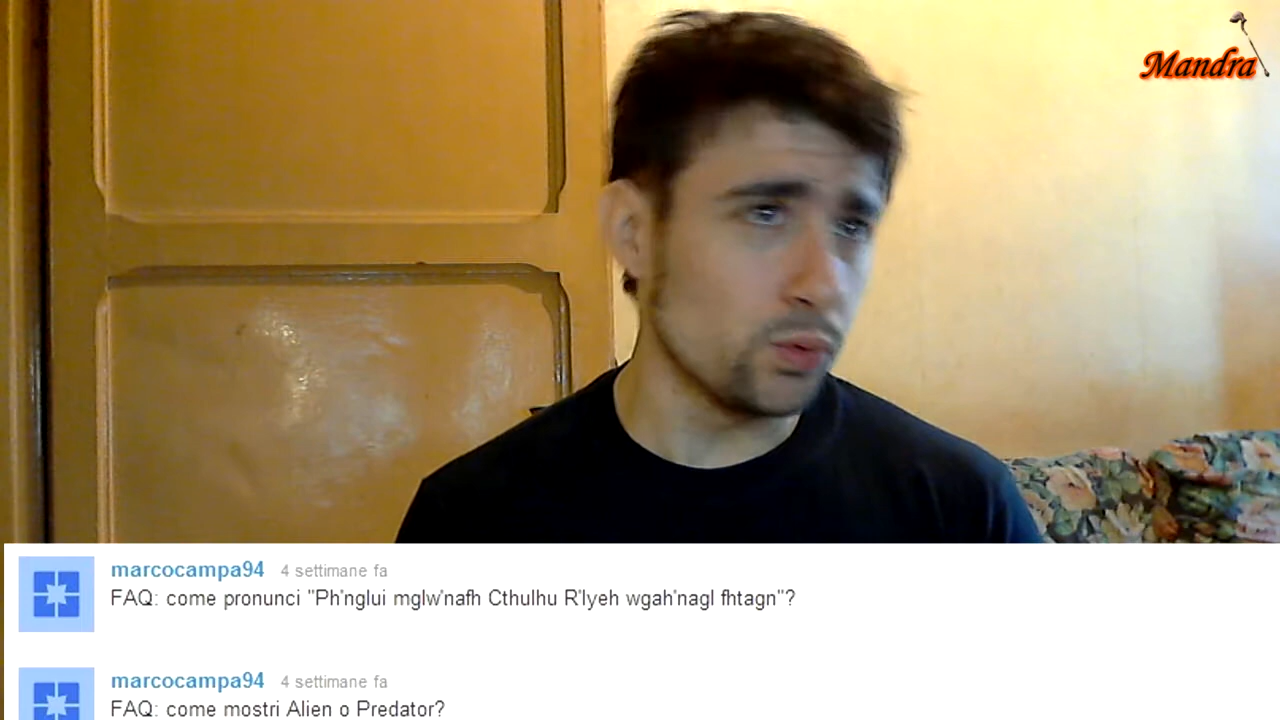 Mandra
marcocampa94 4 settimane fa
FAQ: come pronunci "Ph'nglui mglw'nafh Cthulhu R'lyeh wgah'nagl fhtagn"?
marcocampa94 4 settimane fa
FAQ: come mostri Alien o Predator?